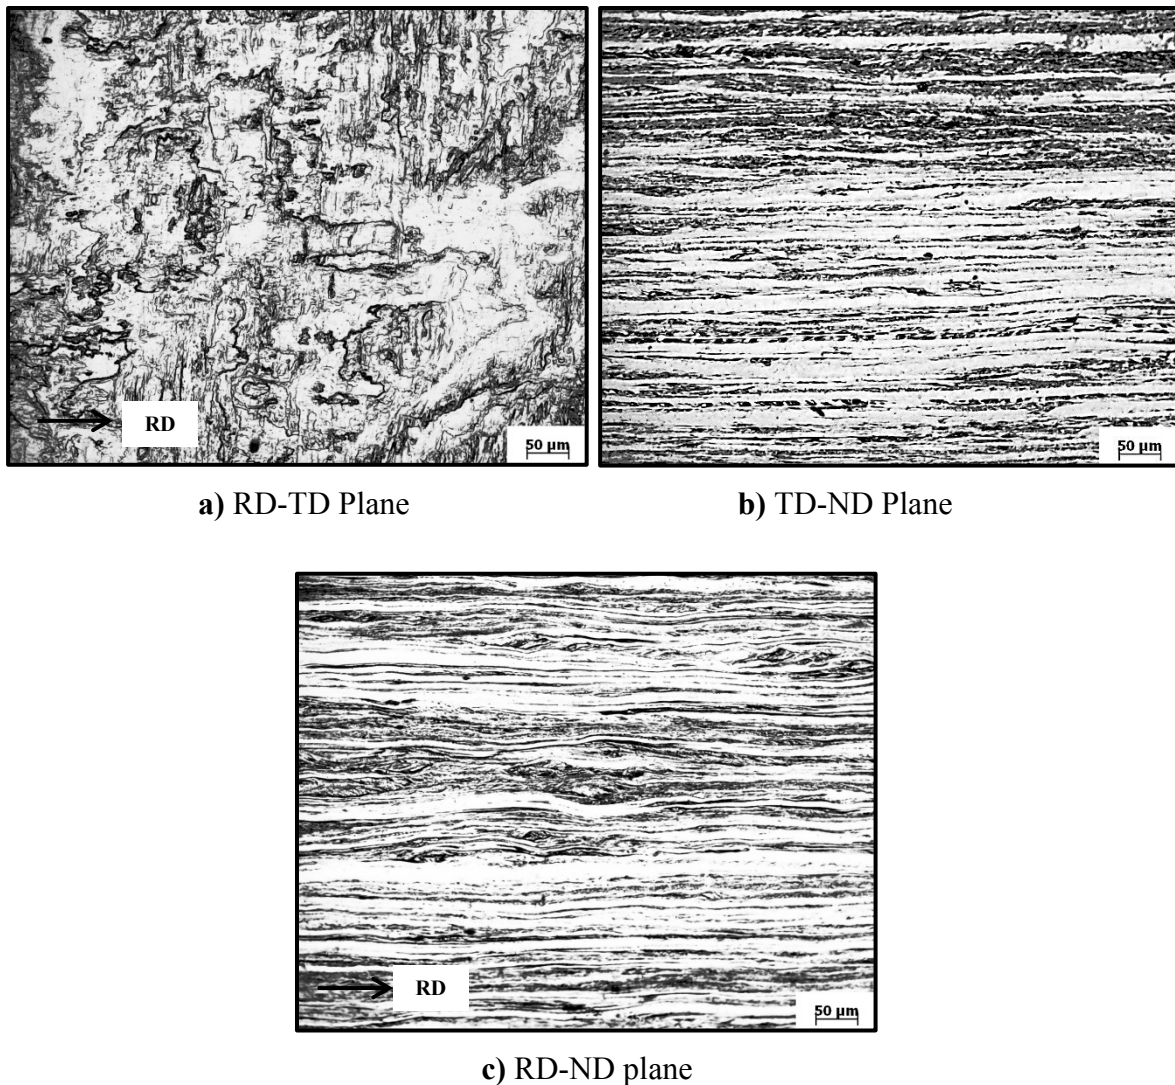 RD
50 µm
50 µm
a) RD-TD Plane
b) TD-ND Plane
RD
50 µm
c) RD-ND plane